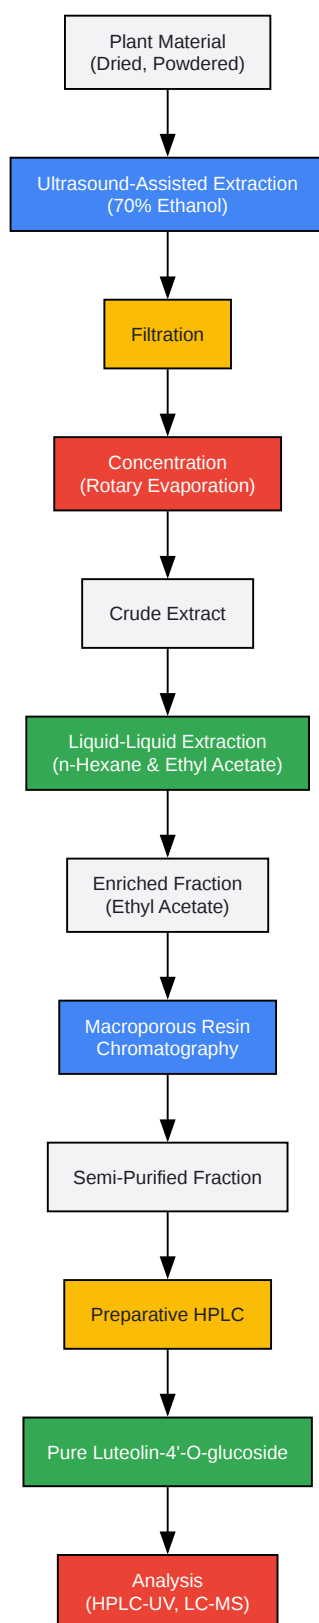 Plant Material
(Dried, Powdered)
Ultrasound-Assisted Extraction
(70% Ethanol)
Filtration
Concentration
(Rotary Evaporation)
Crude Extract
Liquid-Liquid Extraction
(n-Hexane & Ethyl Acetate)
Enriched Fraction
(Ethyl Acetate)
Macroporous Resin
Chromatography
Semi-Purified Fraction
Preparative HPLC
Pure Luteolin-4'-O-glucoside
Analysis
(HPLC-UV, LC-MS)